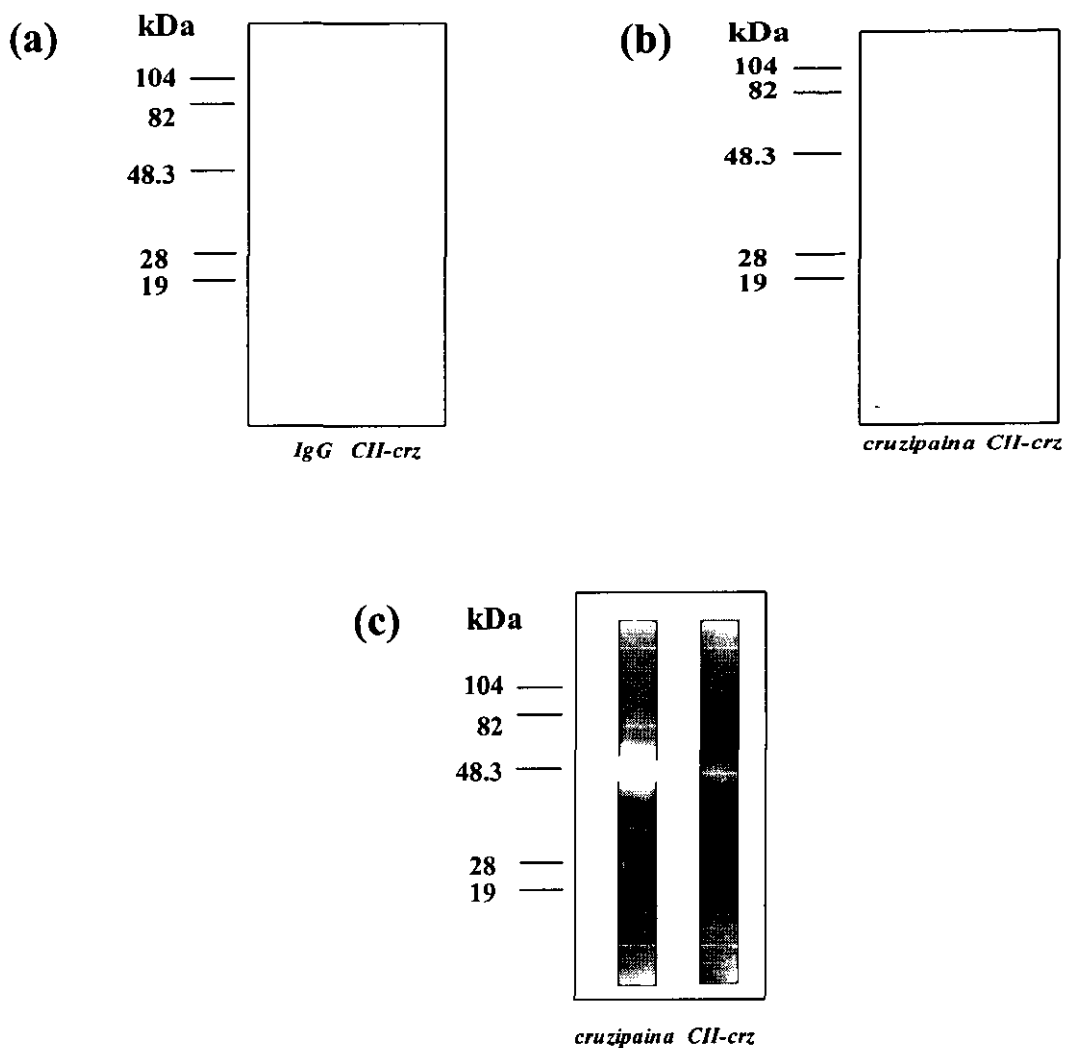 (a)
kDa
104
82
48.3
28
19
IgG CII-crz
(b)
kDa
104
82
48.3
28
19
cruzipaina CII-crz
(c)
kDa
104
82
48.3
28
19
cruzipaina CII-crz